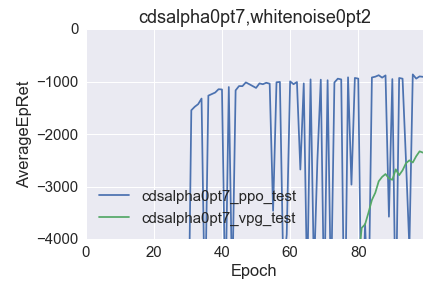 cdsalpha0pt7,whitenoise0pt2
0
−1000
−2000
−3000
−4000
AverageEpRet
cdsalpha0pt7_ppo_test
cdsalpha0pt7_vpg_test
0 20 40 60 80
Epoch